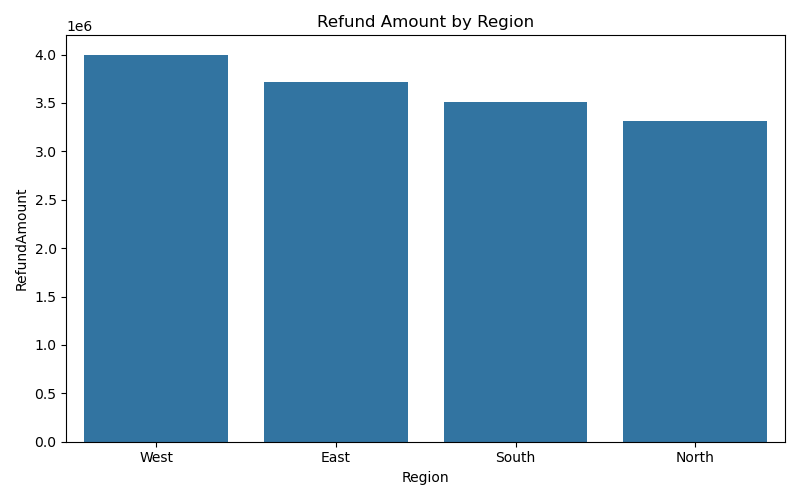 Refund Amount by Region
1e6
4.0
3.5
3.0
2.5
2.0
1.5
1.0
0.5
0.0
RefundAmount
West East South North
Region